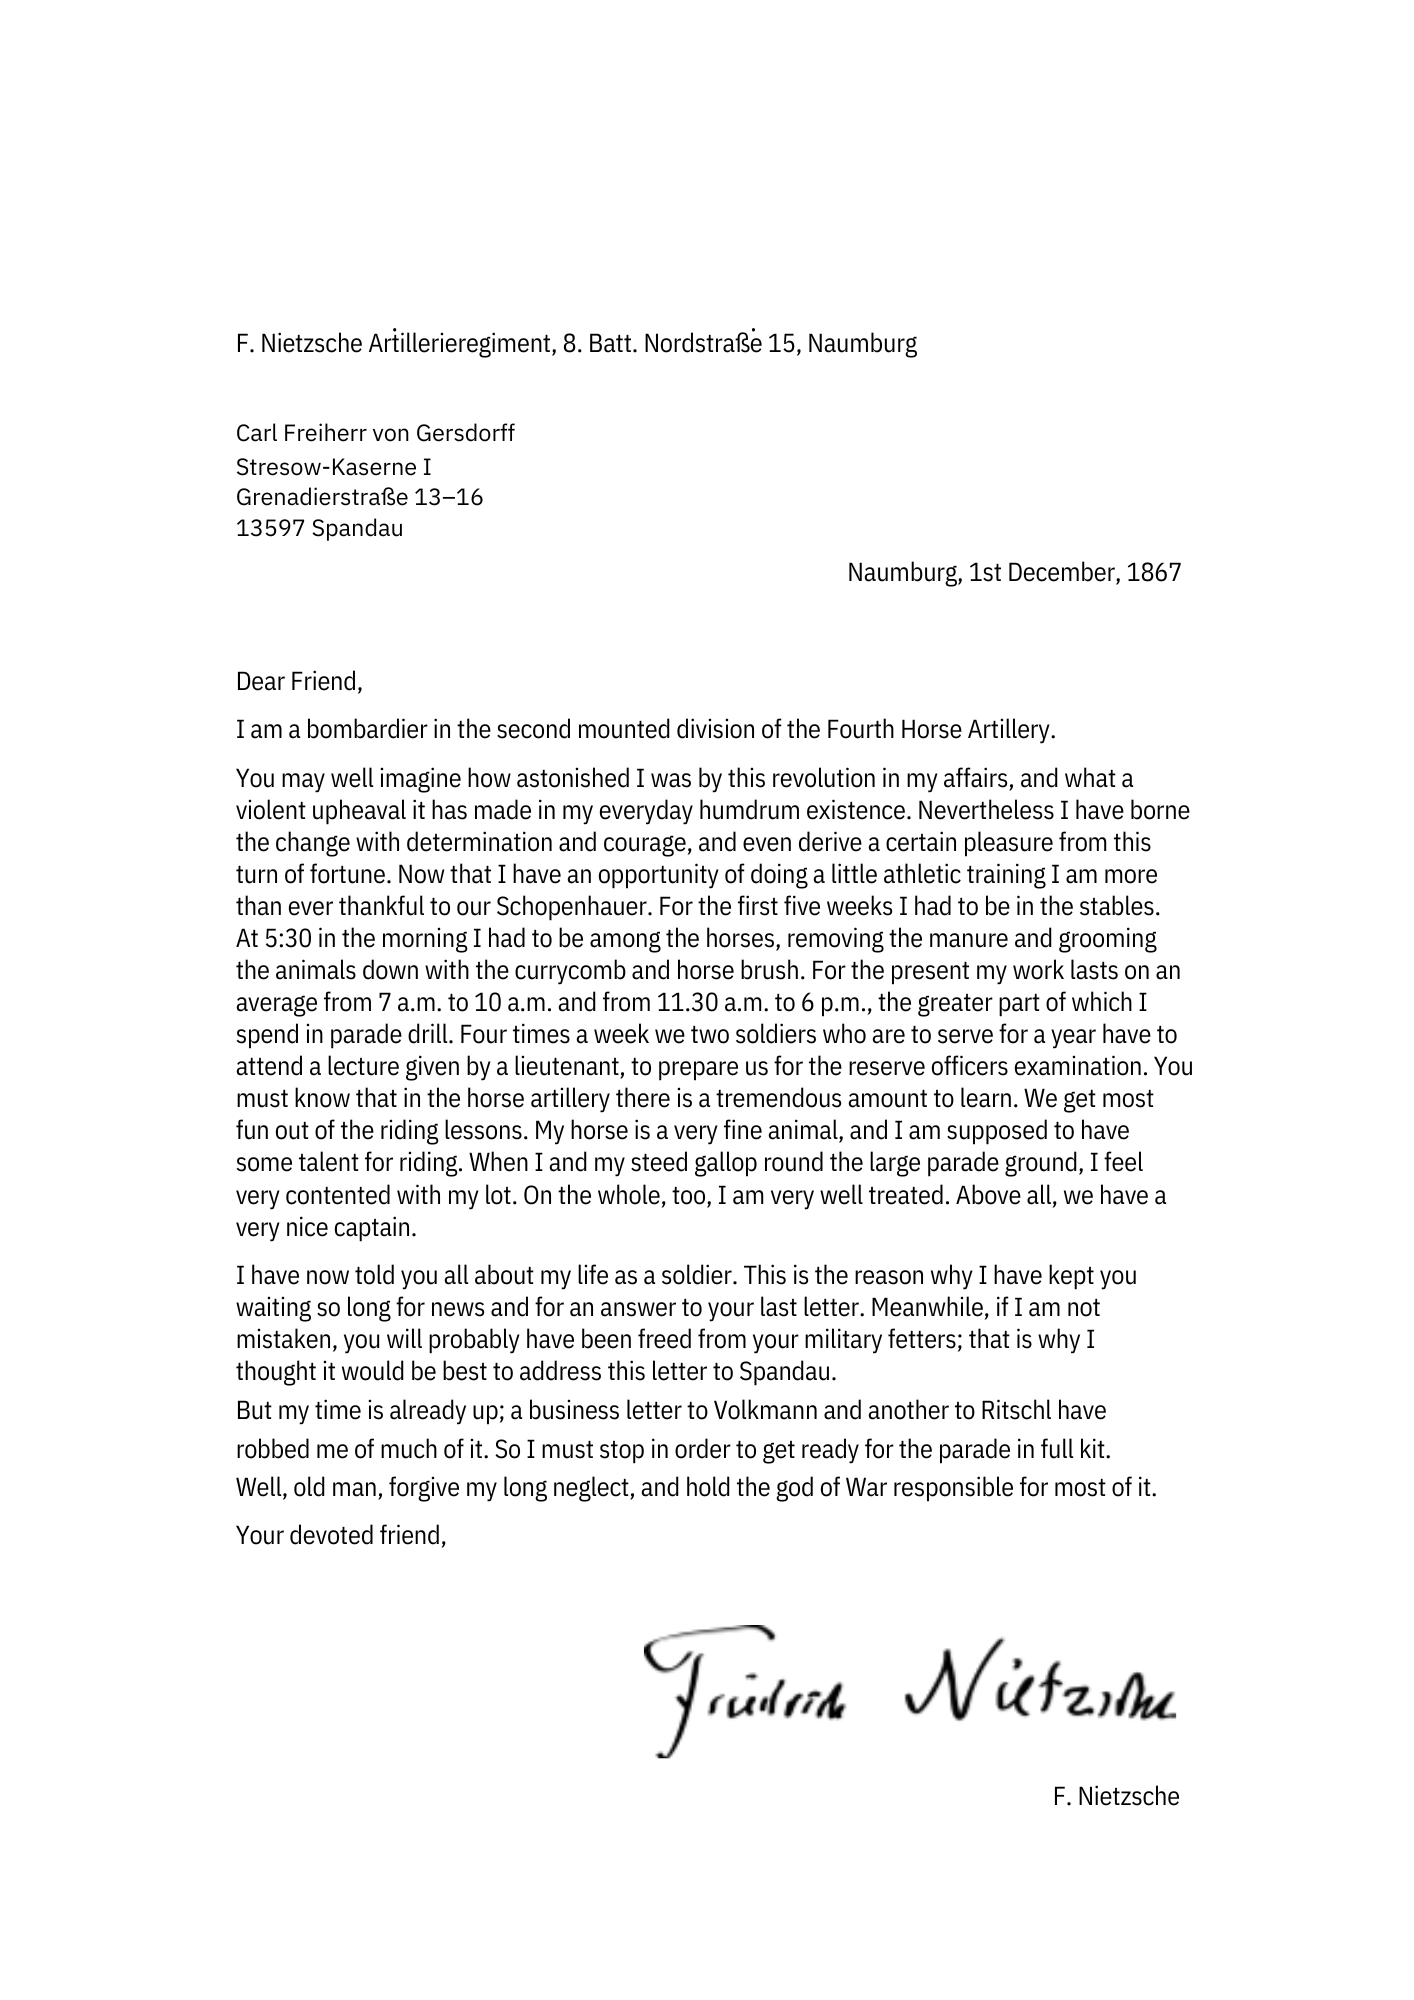 F. Nietzsche Artillerieregiment, 8. Batt. Nordstraße 15, Naumburg
Carl Freiherr von Gersdorff
Stresow-Kaserne I
Grenadierstraße 13–16
13597 Spandau
Naumburg, 1st December, 1867
Dear Friend,
I am a bombardier in the second mounted division of the Fourth Horse Artillery.
You may well imagine how astonished I was by this revolution in my affairs, and what a
violent upheaval it has made in my everyday humdrum existence. Nevertheless I have borne
the change with determination and courage, and even derive a certain pleasure from this
turn of fortune. Now that I have an opportunity of doing a little athletic training I am more
than ever thankful to our Schopenhauer. For the first five weeks I had to be in the stables.
At 5:30 in the morning I had to be among the horses, removing the manure and grooming
the animals down with the currycomb and horse brush. For the present my work lasts on an
average from 7 a.m. to 10 a.m. and from 11.30 a.m. to 6 p.m., the greater part of which I
spend in parade drill. Four times a week we two soldiers who are to serve for a year have to
attend a lecture given by a lieutenant, to prepare us for the reserve officers examination. You
must know that in the horse artillery there is a tremendous amount to learn. We get most
fun out of the riding lessons. My horse is a very fine animal, and I am supposed to have
some talent for riding. When I and my steed gallop round the large parade ground, I feel
very contented with my lot. On the whole, too, I am very well treated. Above all, we have a
very nice captain.
I have now told you all about my life as a soldier. This is the reason why I have kept you
waiting so long for news and for an answer to your last letter. Meanwhile, if I am not
mistaken, you will probably have been freed from your military fetters; that is why I
thought it would be best to address this letter to Spandau.
But my time is already up; a business letter to Volkmann and another to Ritschl have
robbed me of much of it. So I must stop in order to get ready for the parade in full kit.
Well, old man, forgive my long neglect, and hold the god of War responsible for most of it.
Your devoted friend,
Friedrich Nietzsche
F. Nietzsche